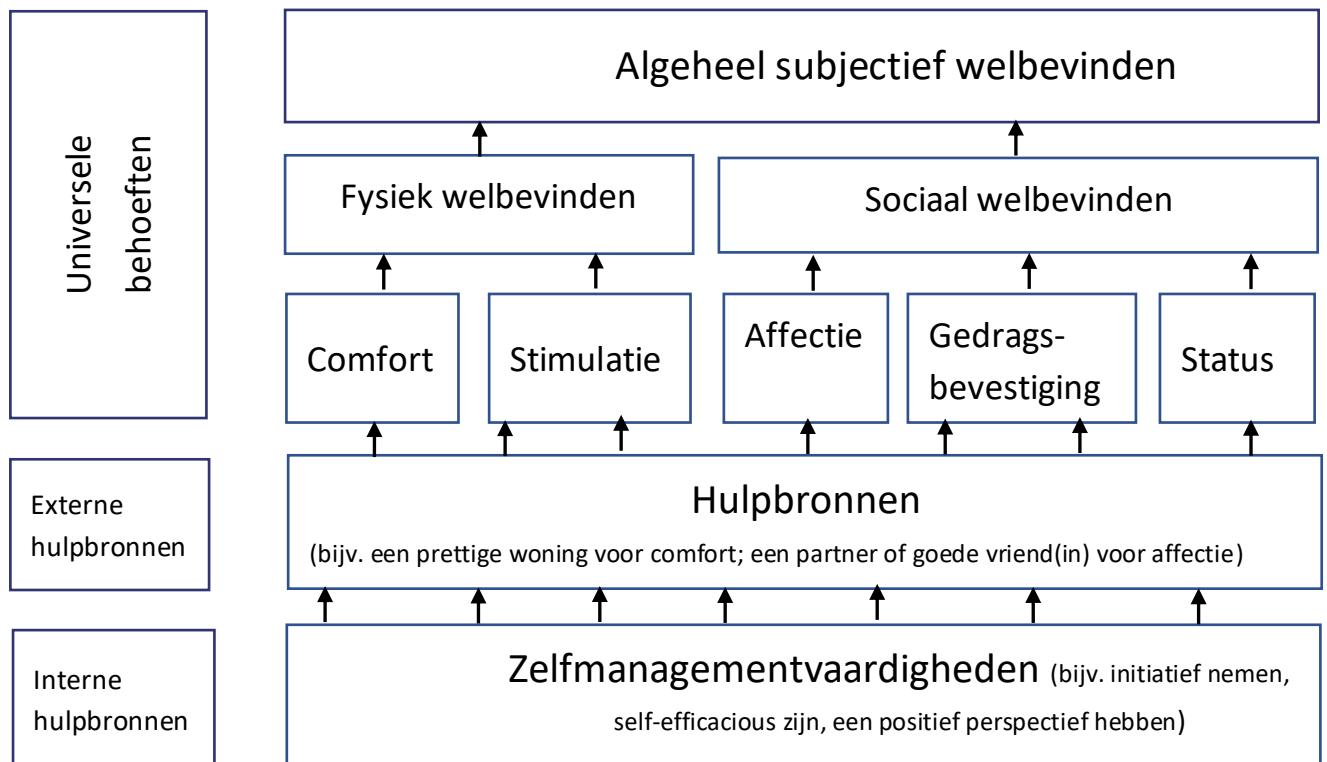 Universele
behoeften
Algeheel subjectief welbevinden
Fysiek welbevinden
Sociaal welbevinden
Comfort
Stimulatie
Affectie
Gedrags-
bevestiging
Status
Externe
hulpbronnen
Hulpbronnen
(bijv. een prettige woning voor comfort; een partner of goede vriend(in) voor affectie)
Interne
hulpbronnen
Zelfmanagementvaardigheden (bijv. initiatief nemen,
self-efficacious zijn, een positief perspectief hebben)